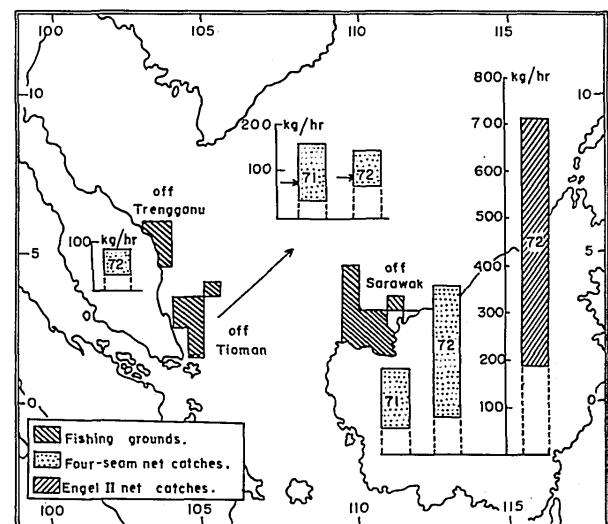 100 105 110 115
800 kg/hr
10 10
200 kg/hr
700
100
600
71 72
off
Trengganu
500
100 kg/hr
5 5
72
400
off
Sarawak
72
300
off
Tioman
72
200
0 0
71
100
Fishing grounds.
Four-seam net catches.
Engel II net catches.
100 105 110 115